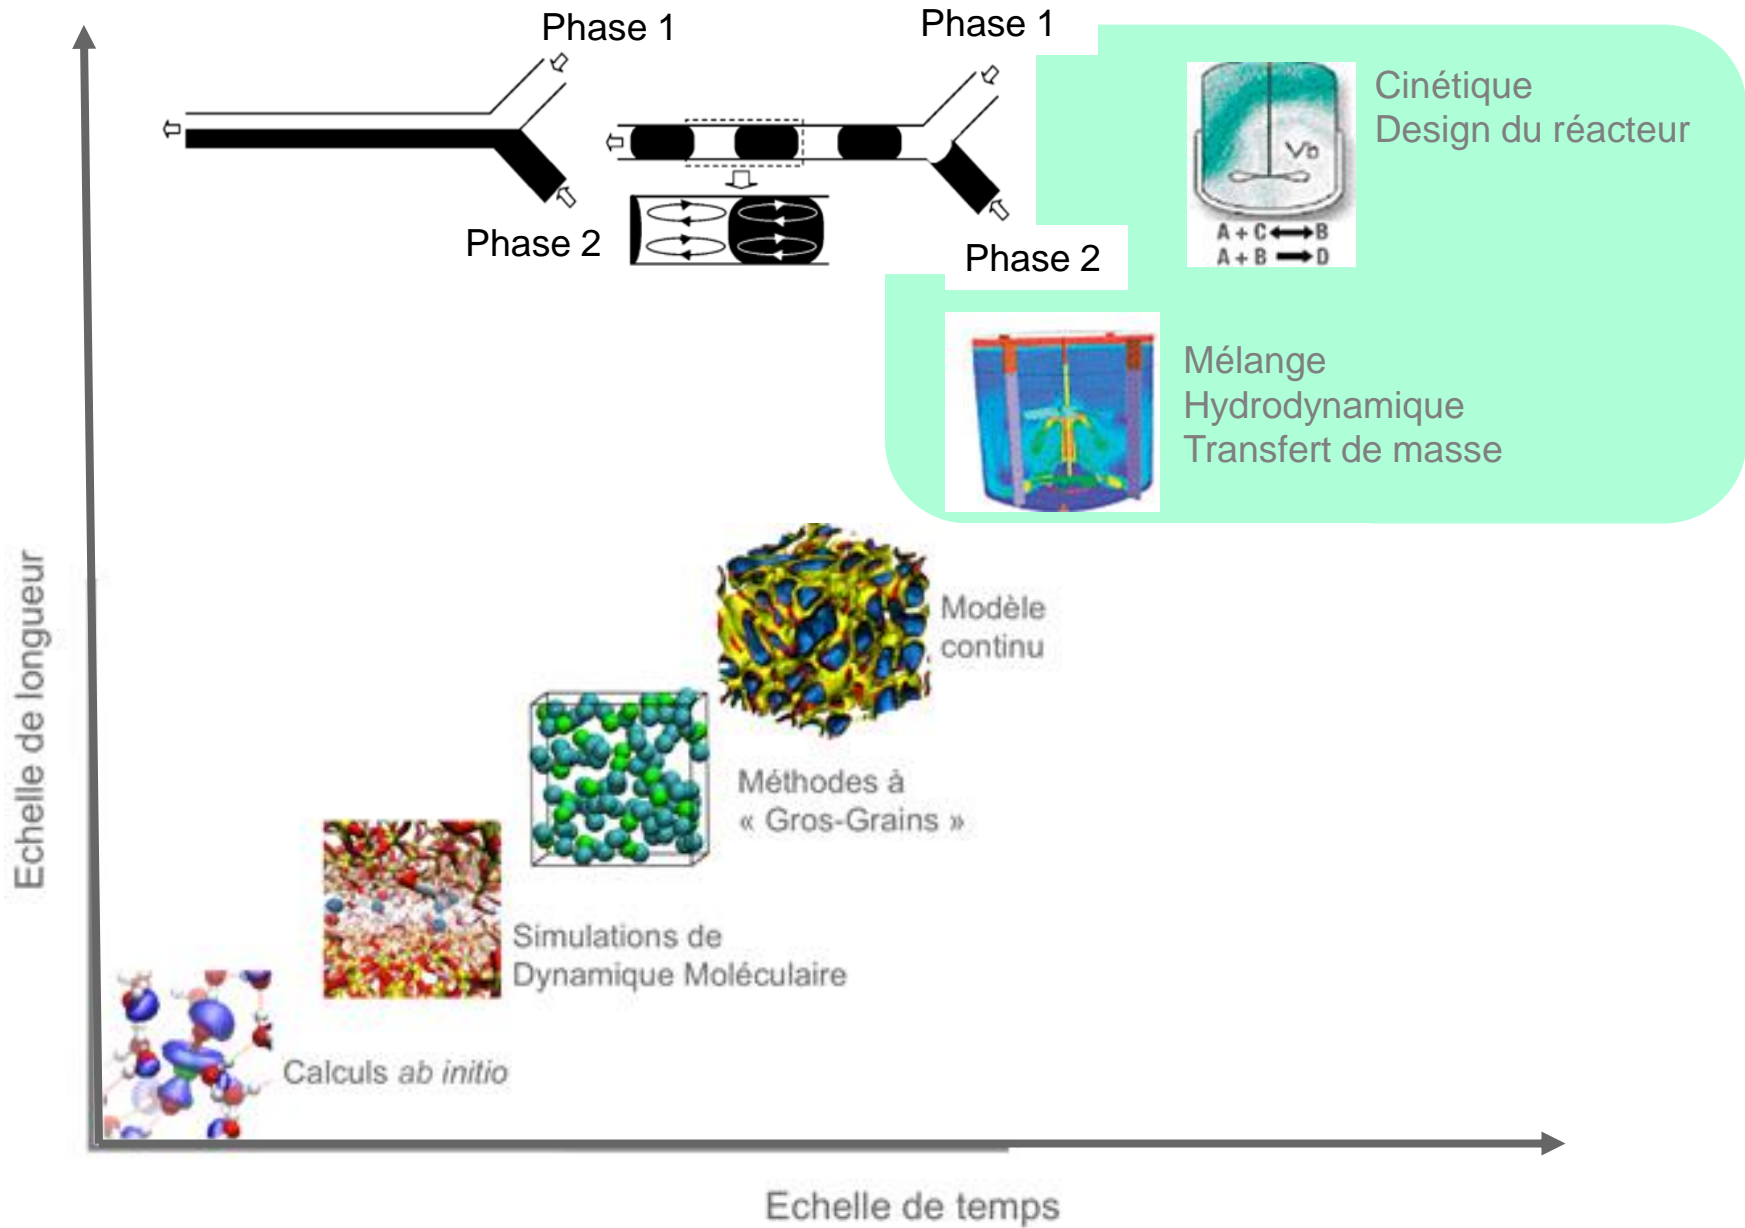 Phase 1
Phase 1
Phase 2
Phase 2
Cinétique
Design du réacteur
Vb
A + C ⟷ B
A + B ⟶ D
Mélange
Hydrodynamique
Transfert de masse
Modèle
continu
Méthodes à
« Gros-Grains »
Simulations de
Dynamique Moléculaire
Calculs ab initio
Echelle de longueur
Echelle de temps